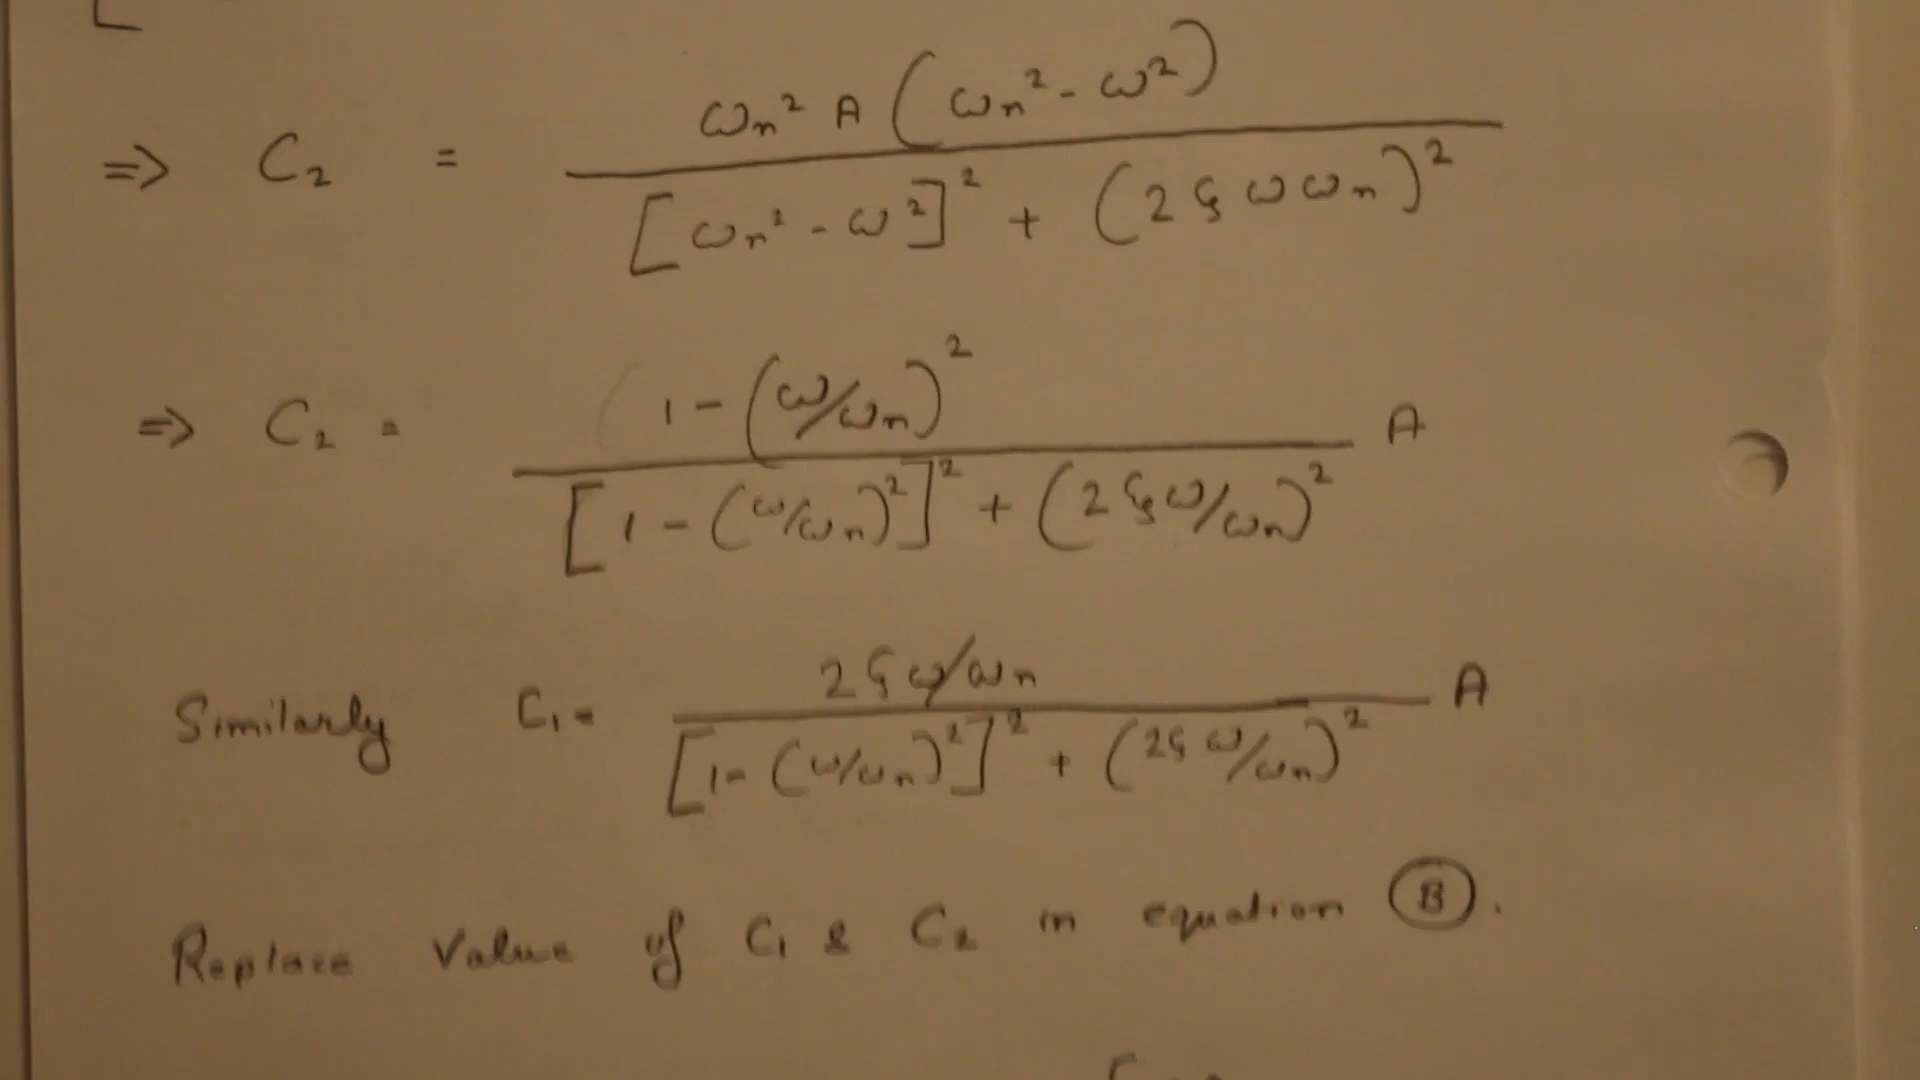 => C₂ = ωn² A (ωn² - ω²) / [ωn² - ω²]² + (2ξωωn)²
=> C₂ = 1 - (ω/ωn)² / [1 - (ω/ωn)²]² + (2ξω/ωn)² A
Similarly C₁ = 2ξω/ωn / [1 - (ω/ωn)²]² + (2ξω/ωn)² A
Replace Value of C₁ & C₂ in equation (B).